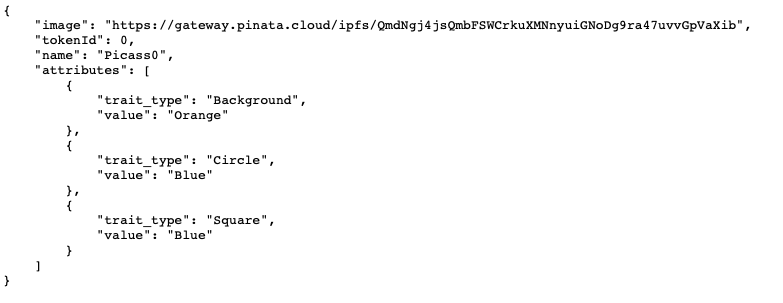 {
    "image": "https://gateway.pinata.cloud/ipfs/QmdNgj4jsQmbFSWCrkuXMNnyuiGNoDg9ra47uvvGpVaXib",
    "tokenId": 0,
    "name": "Picass0",
    "attributes": [
        {
            "trait_type": "Background",
            "value": "Orange"
        },
        {
            "trait_type": "Circle",
            "value": "Blue"
        },
        {
            "trait_type": "Square",
            "value": "Blue"
        }
    ]
}